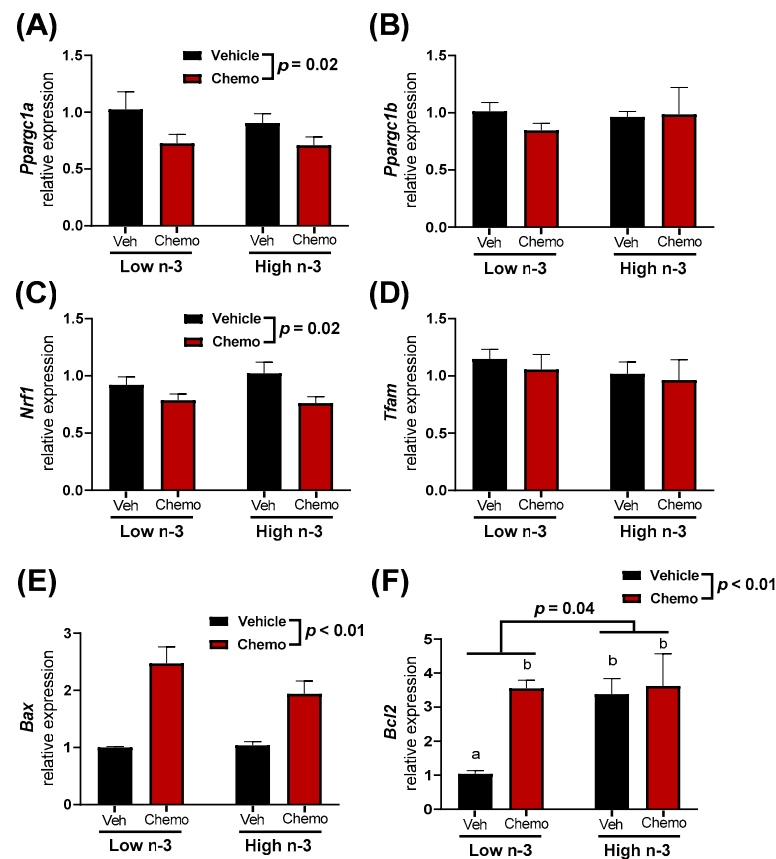 (A)
Vehicle
Chemo
p = 0.02
Ppargc1a
relative expression
1.5
1.0
0.5
0.0
Veh Chemo Veh Chemo
Low n-3 High n-3
(B)
Ppargc1b
relative expression
1.5
1.0
0.5
0.0
Veh Chemo Veh Chemo
Low n-3 High n-3
(C)
Vehicle
Chemo
p = 0.02
Nrf1
relative expression
1.5
1.0
0.5
0.0
Veh Chemo Veh Chemo
Low n-3 High n-3
(D)
Tfam
relative expression
1.5
1.0
0.5
0.0
Veh Chemo Veh Chemo
Low n-3 High n-3
(E)
Vehicle
Chemo
p < 0.01
Bax
relative expression
3
2
1
0
Veh Chemo Veh Chemo
Low n-3 High n-3
(F)
Vehicle
Chemo
p < 0.01
p = 0.04
Bcl2
relative expression
5
4
3
2
1
0
a b b b
Veh Chemo Veh Chemo
Low n-3 High n-3